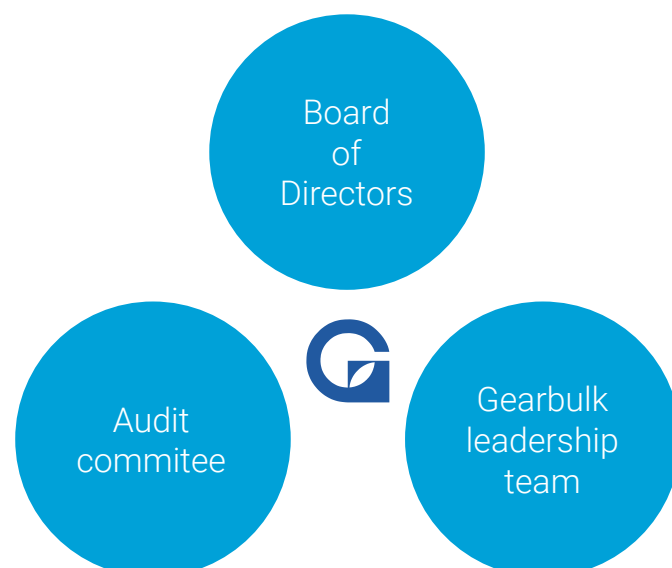 Board
of
Directors
Audit
commitee
Gearbulk
leadership
team